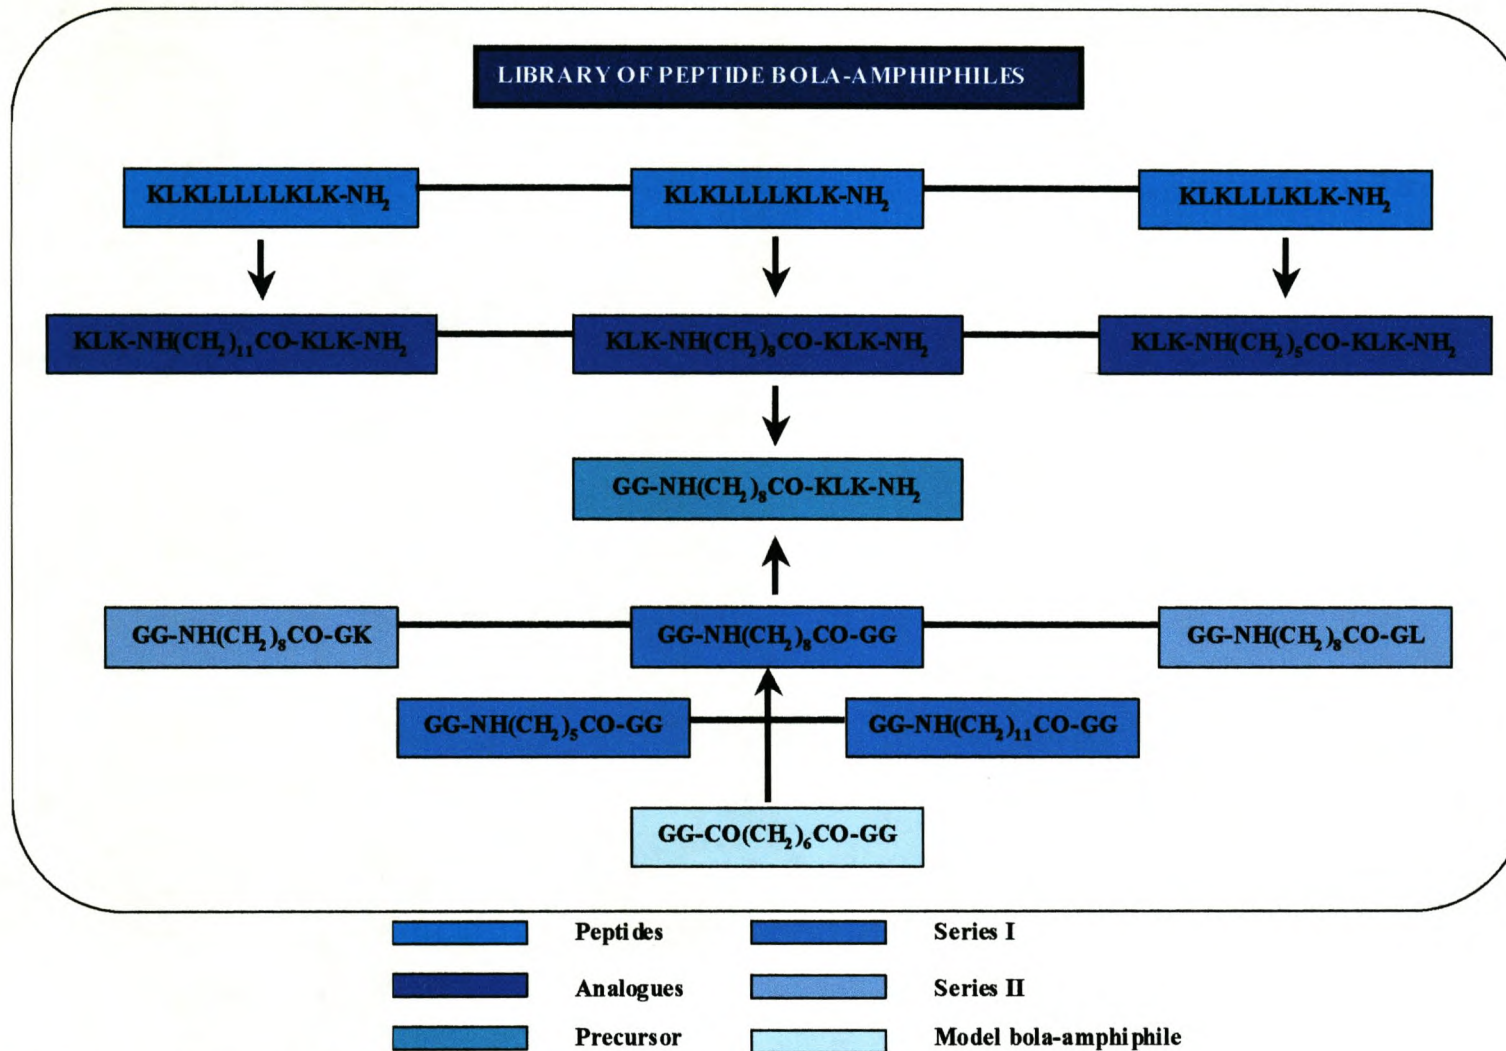 LIBRARY OF PEPTIDE BOLA-AMPHIPHILES
KLKLLLLLKLK-NH₂
KLKLLLLKLK-NH₂
KLKLLLKLK-NH₂
KLK-NH(CH₂)₁₁CO-KLK-NH₂
KLK-NH(CH₂)₈CO-KLK-NH₂
KLK-NH(CH₂)₅CO-KLK-NH₂
GG-NH(CH₂)₈CO-KLK-NH₂
GG-NH(CH₂)₈CO-GK
GG-NH(CH₂)₈CO-GG
GG-NH(CH₂)₈CO-GL
GG-NH(CH₂)₅CO-GG
GG-NH(CH₂)₁₁CO-GG
GG-CO(CH₂)₆CO-GG
Peptides
Series I
Analogues
Series II
Precursor
Model bola-amphiphile